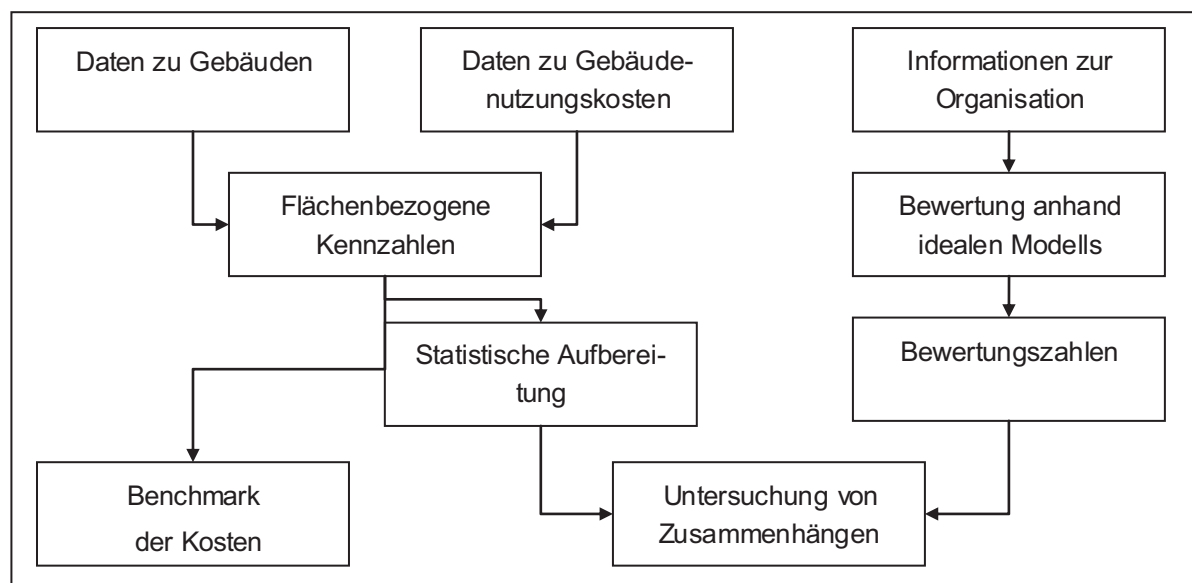 Daten zu Gebäuden
Daten zu Gebäude-
nutzungskosten
Informationen zur
Organisation
Flächenbezogene
Kennzahlen
Bewertung anhand
idealen Modells
Statistische Aufberei-
tung
Bewertungszahlen
Benchmark
der Kosten
Untersuchung von
Zusammenhängen